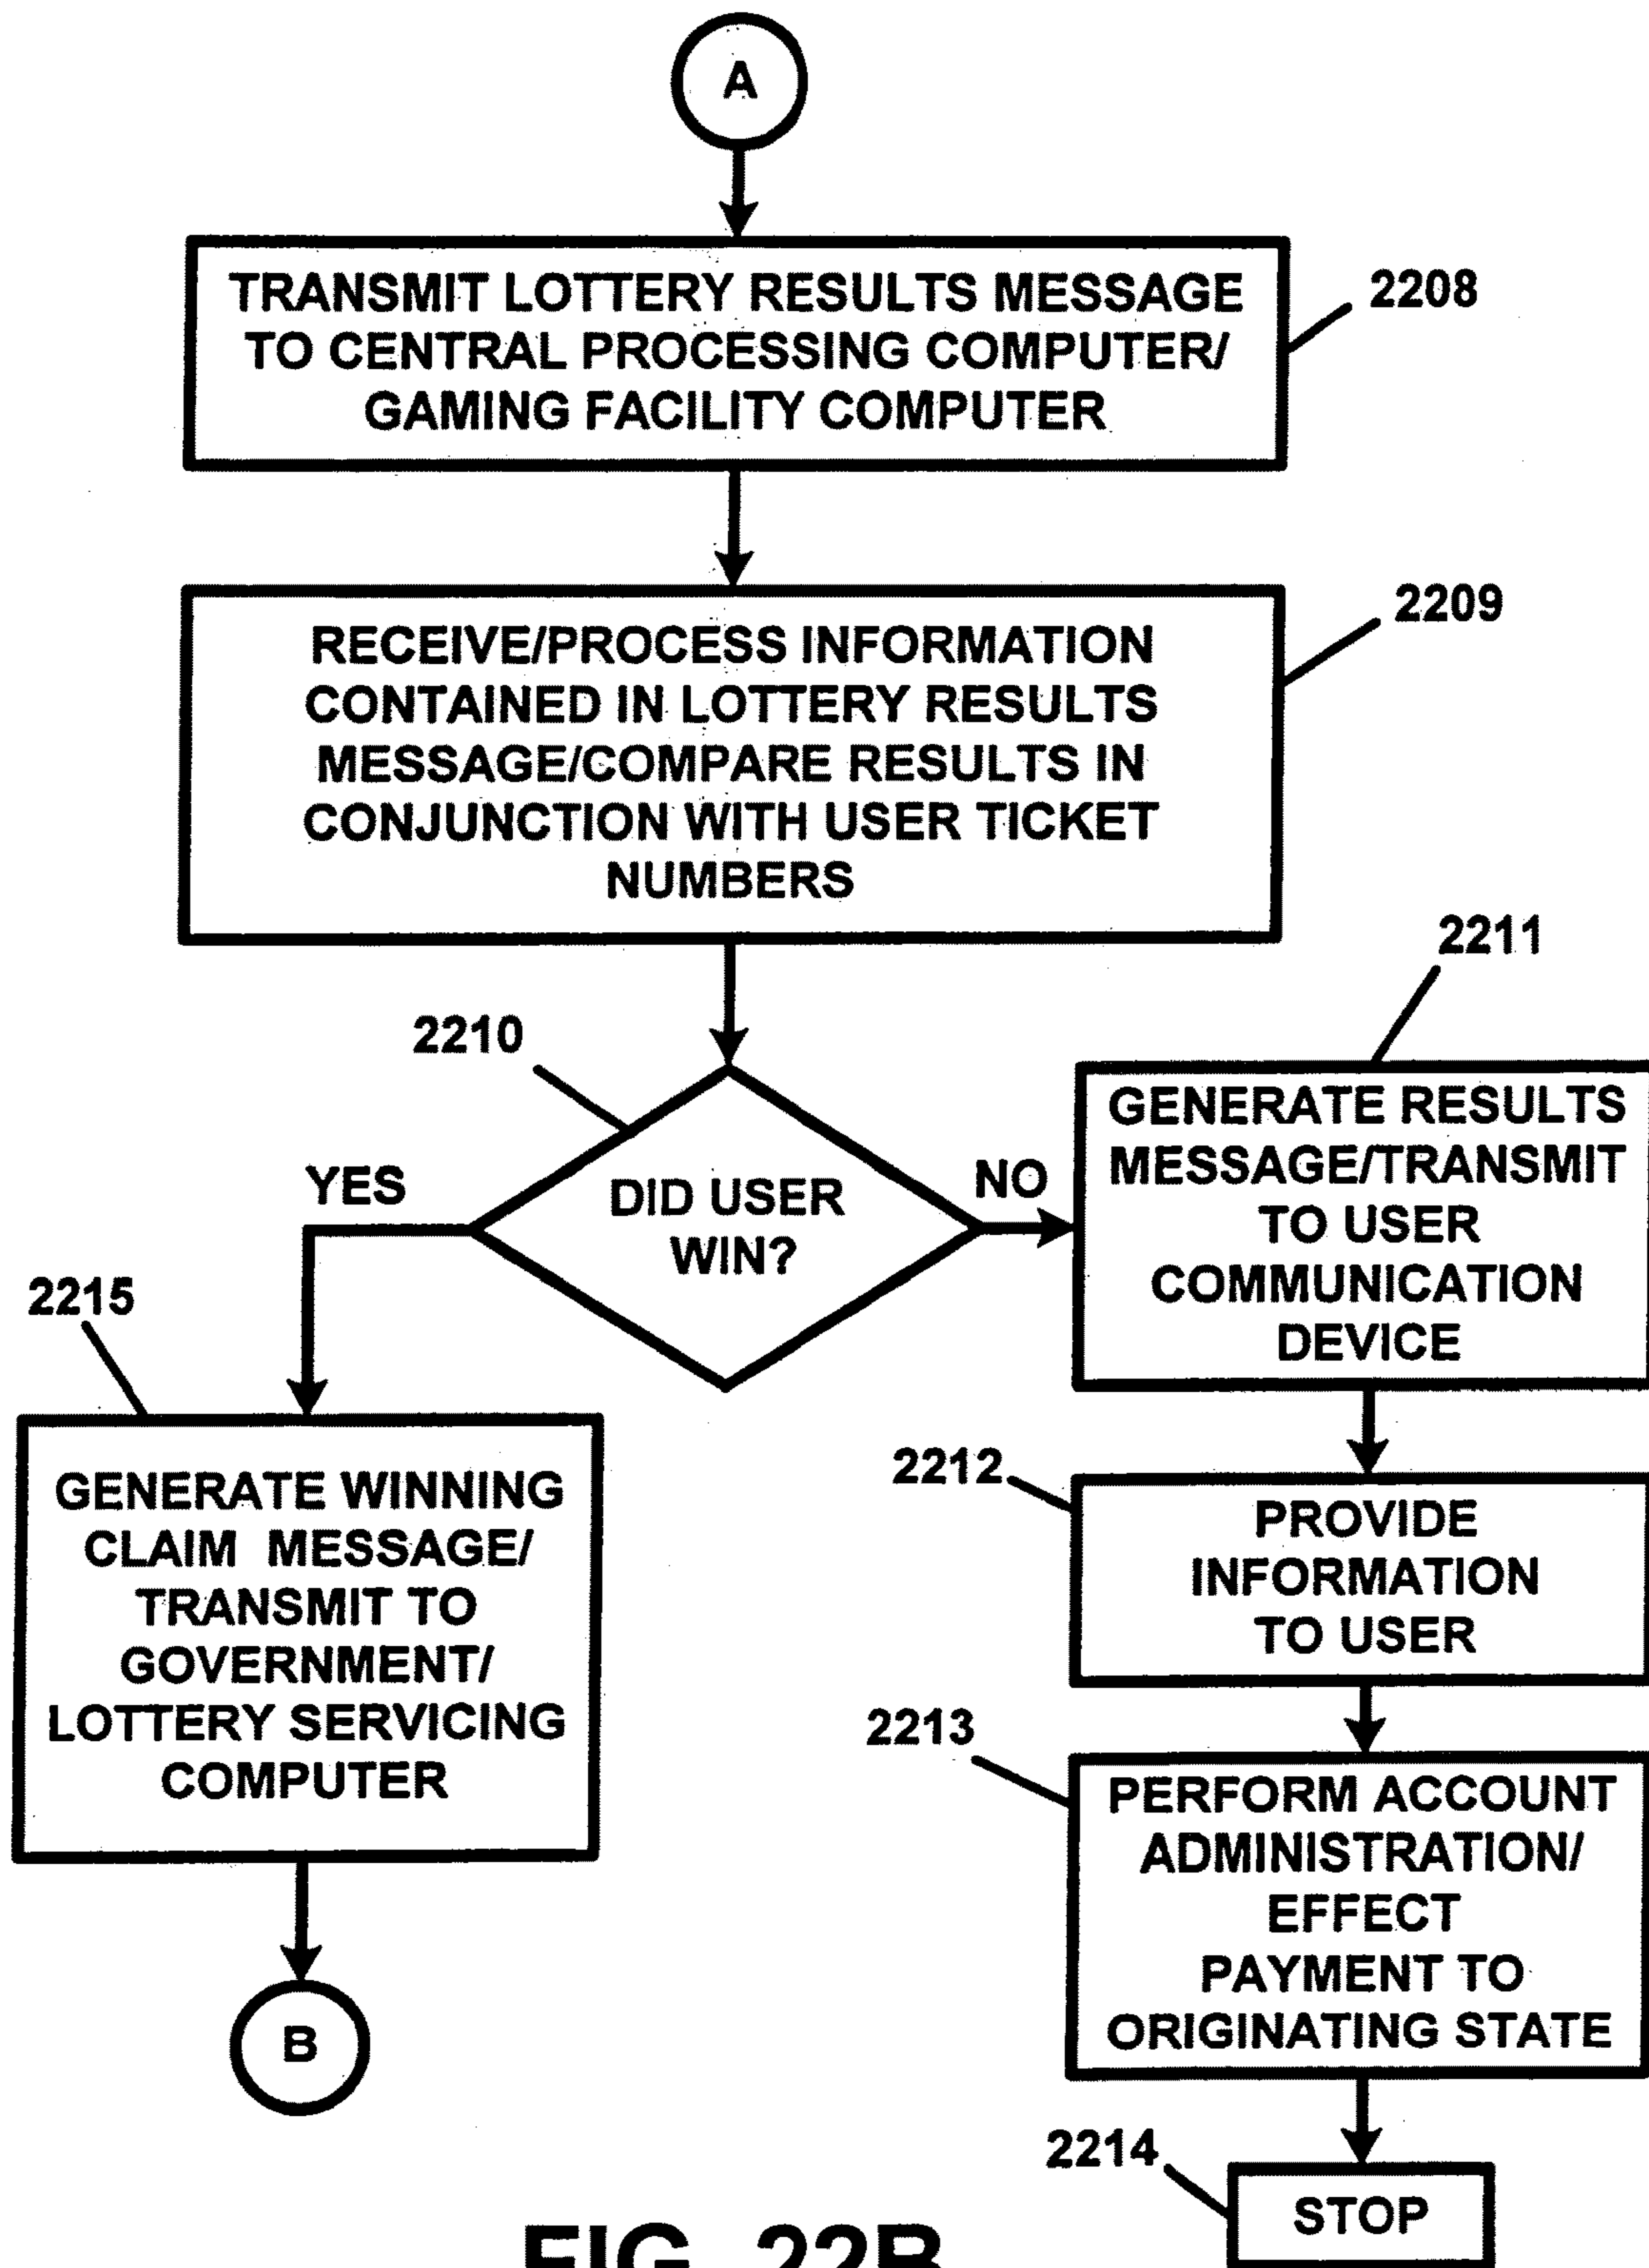 A
TRANSMIT LOTTERY RESULTS MESSAGE
TO CENTRAL PROCESSING COMPUTER/
GAMING FACILITY COMPUTER
2208
RECEIVE/PROCESS INFORMATION
CONTAINED IN LOTTERY RESULTS
MESSAGE/COMPARE RESULTS IN
CONJUNCTION WITH USER TICKET
NUMBERS
2209
2210
DID USER
WIN?
YES
NO
2211
GENERATE RESULTS
MESSAGE/TRANSMIT
TO USER
COMMUNICATION
DEVICE
2215
GENERATE WINNING
CLAIM MESSAGE/
TRANSMIT TO
GOVERNMENT/
LOTTERY SERVICING
COMPUTER
B
2212
PROVIDE
INFORMATION
TO USER
2213
PERFORM ACCOUNT
ADMINISTRATION/
EFFECT
PAYMENT TO
ORIGINATING STATE
2214
STOP
FIG. 22B